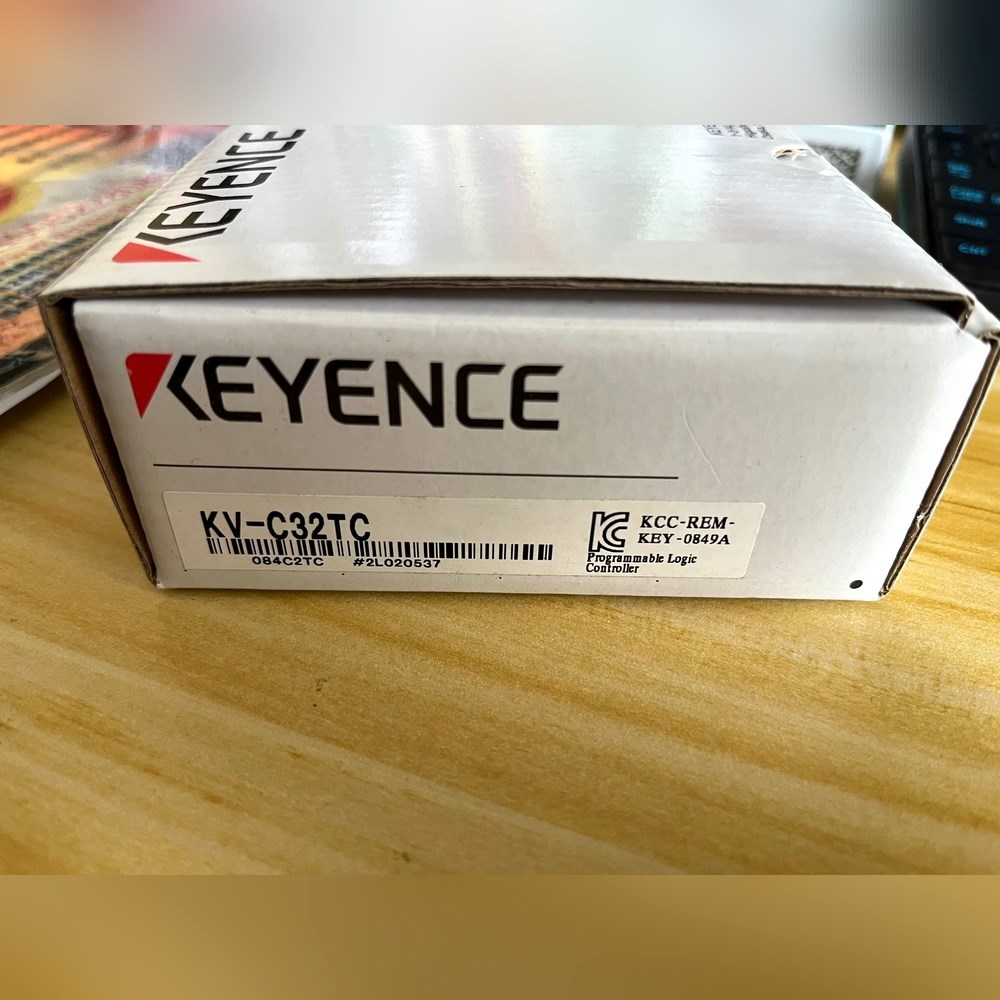 KEYENCE
KEYENCE
KV-C32TC
084C2TC #2L020537
KCC-REM-
KEY-0849A
Programmable Logic
Controller